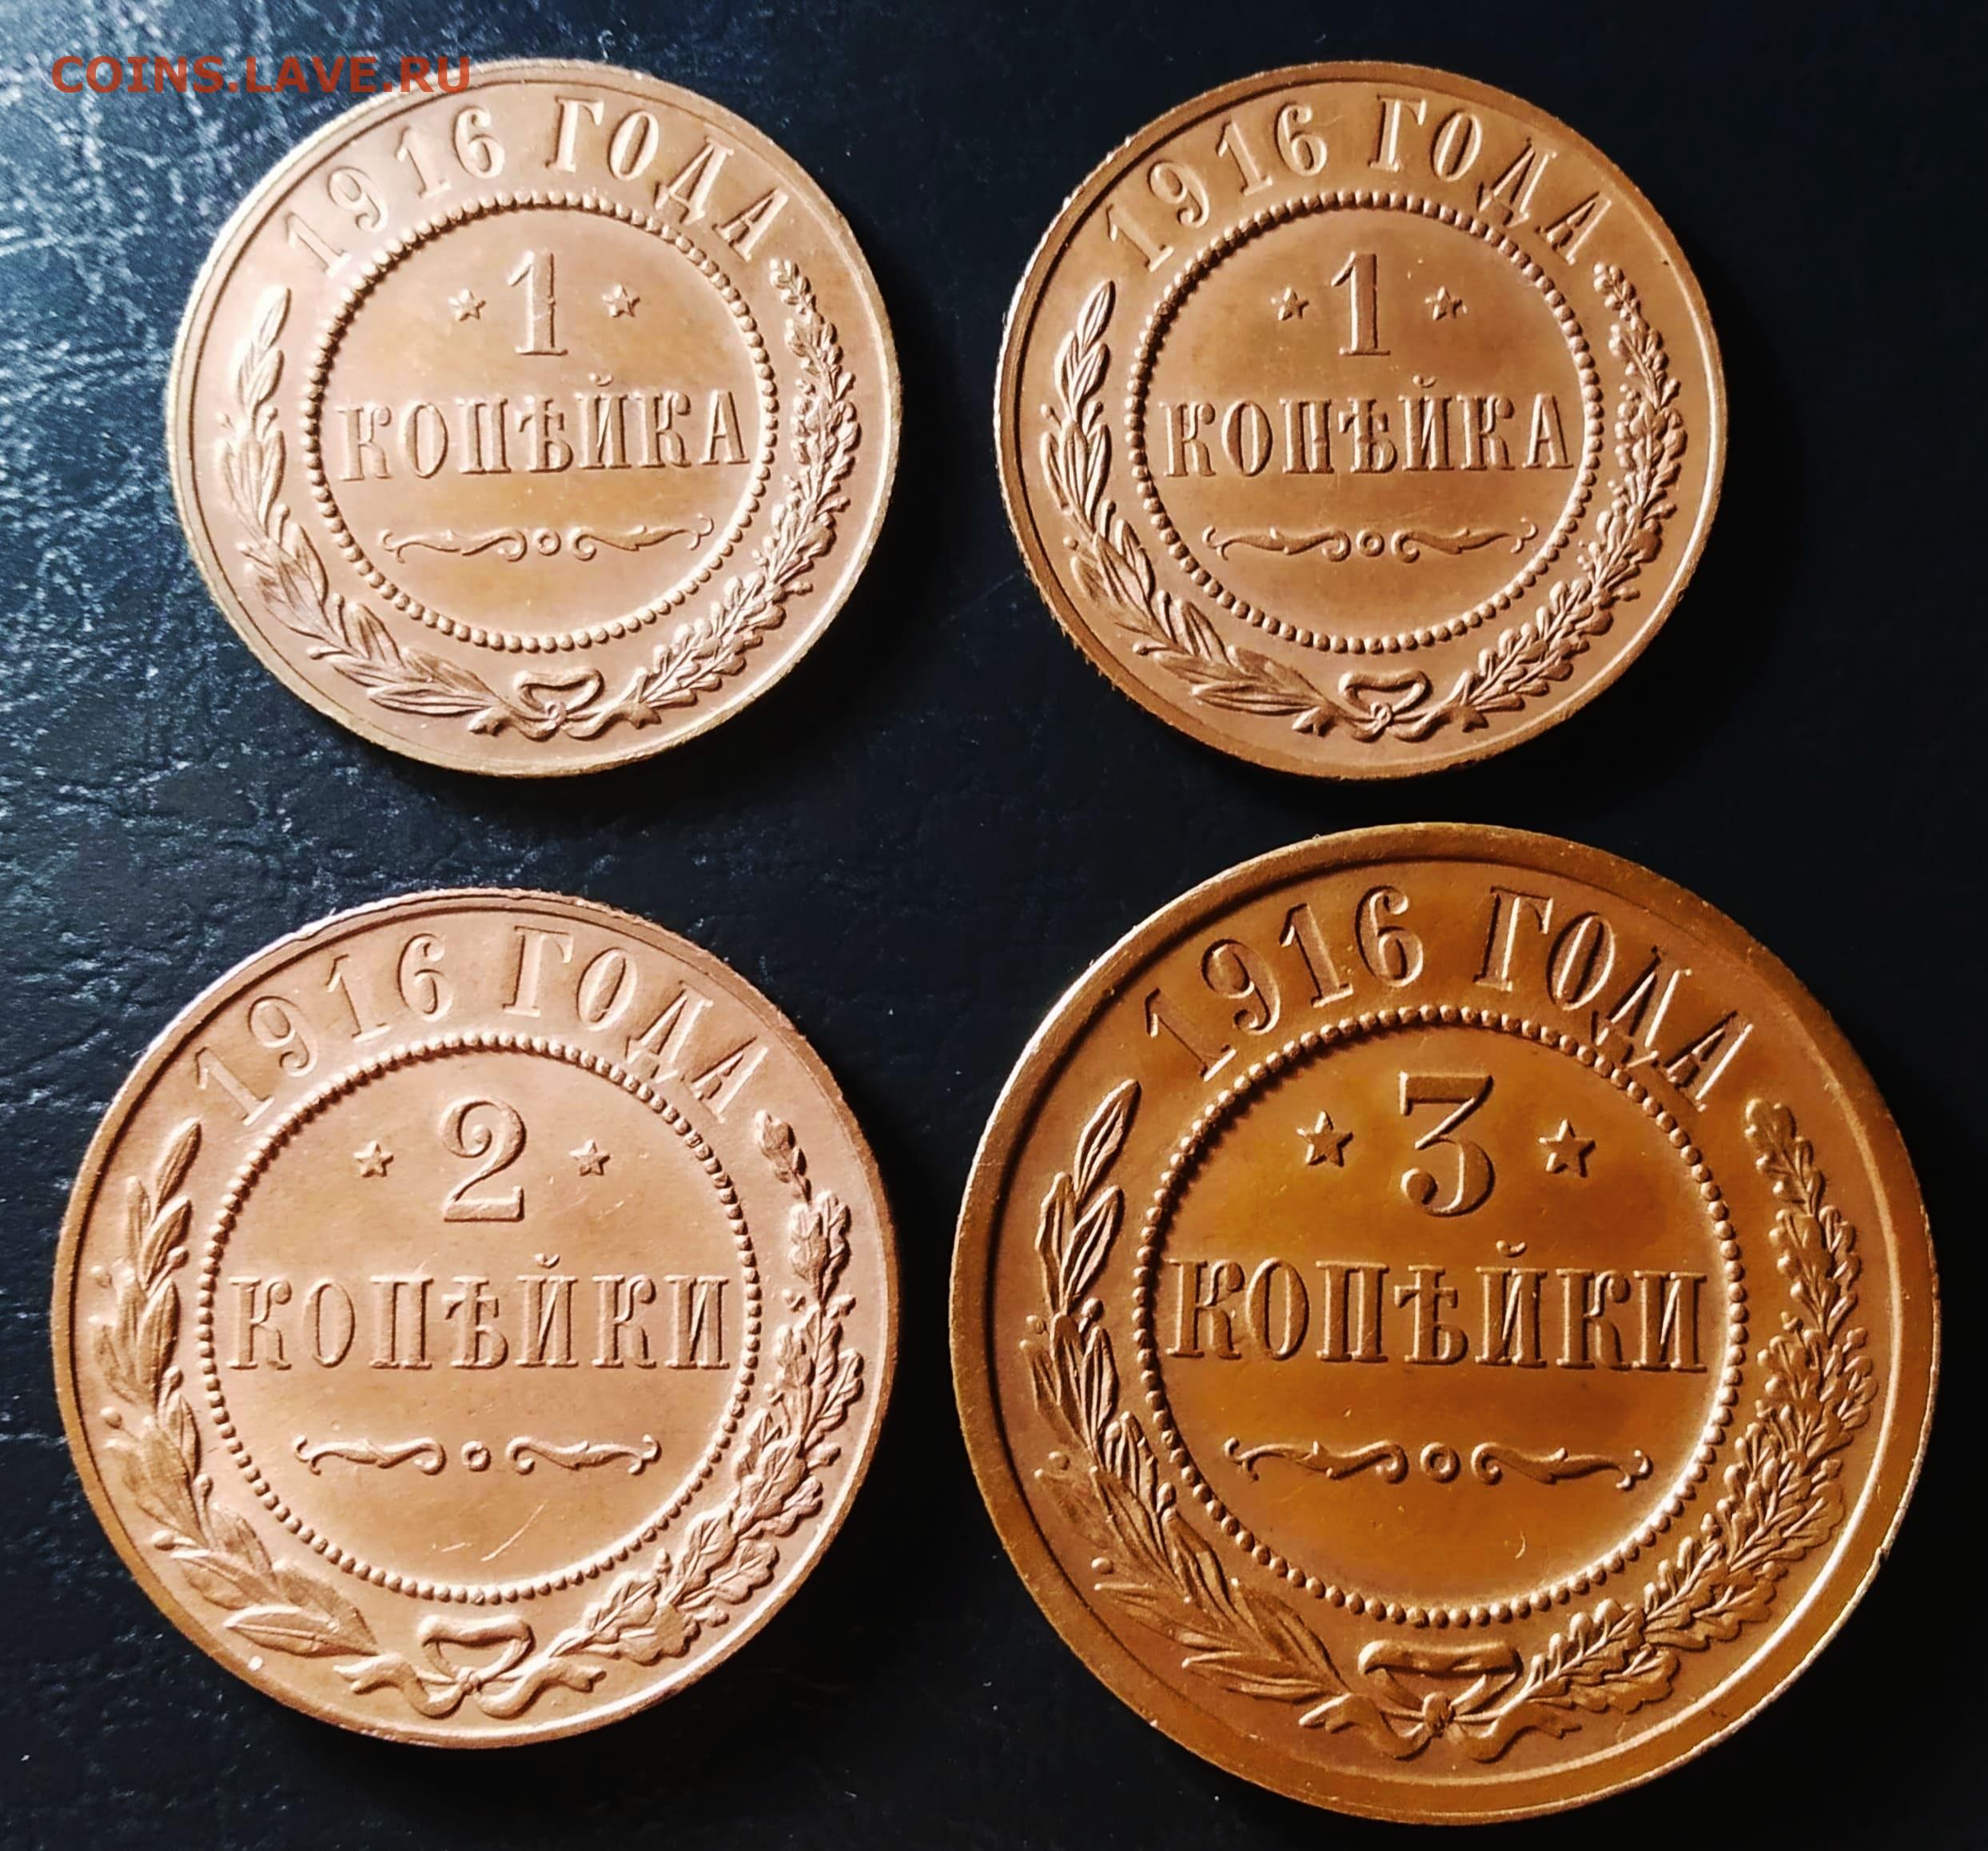 COINS.LAVE.RU
1916 ГОДА
1
КОПѢЙКА
1916 ГОДА
1
КОПѢЙКА
1916 ГОДА
2
КОПѢЙКИ
1916 ГОДА
3
КОПѢЙКИ